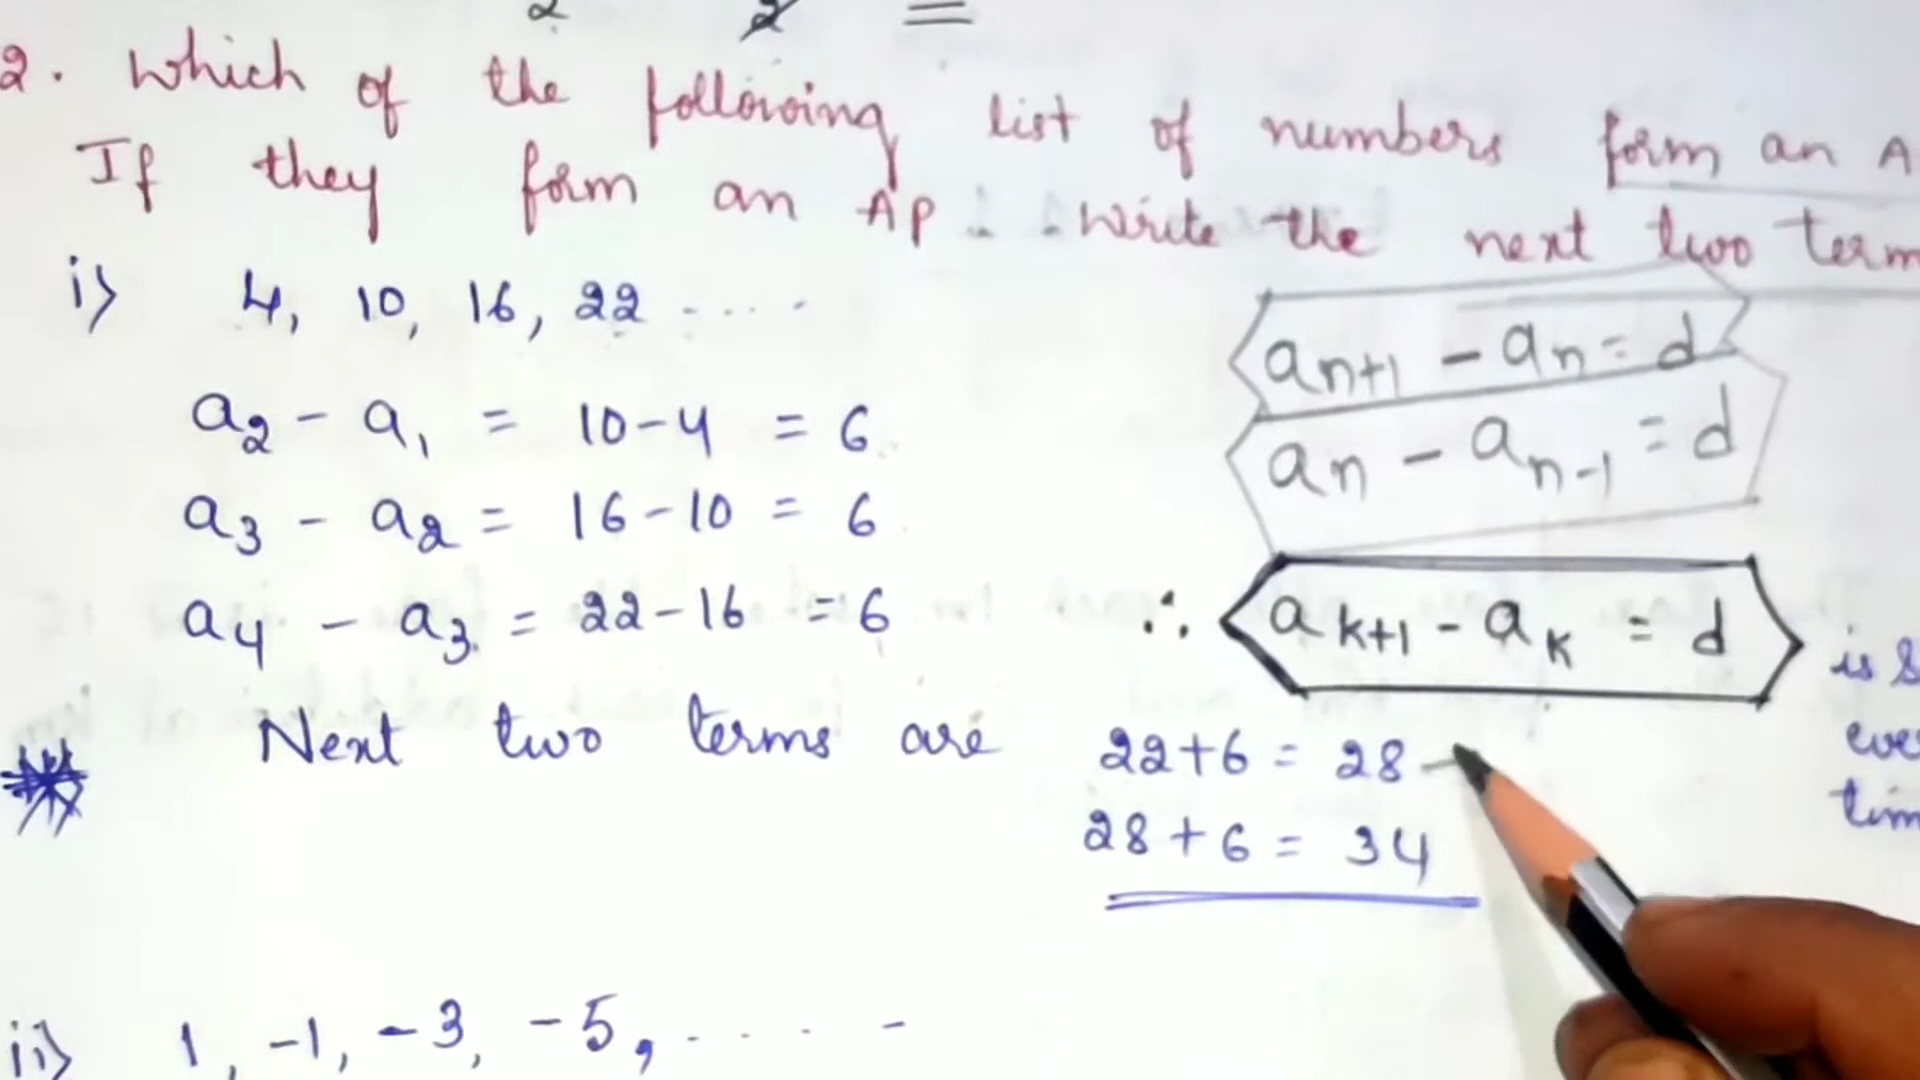 2. Which of the following list of numbers form an A
If they form an AP. Write the next two term
i) 4, 10, 16, 22 ....
a₂ - a₁ = 10-4 = 6
a₃ - a₂ = 16-10 = 6
a₄ - a₃ = 22-16 = 6
aₙ₊₁ - aₙ = d
aₙ - aₙ₋₁ = d
∴ aₖ₊₁ - aₖ = d
is
Next two terms are 22+6 = 28
28+6 = 34
ii) 1, -1, -3, -5, ....